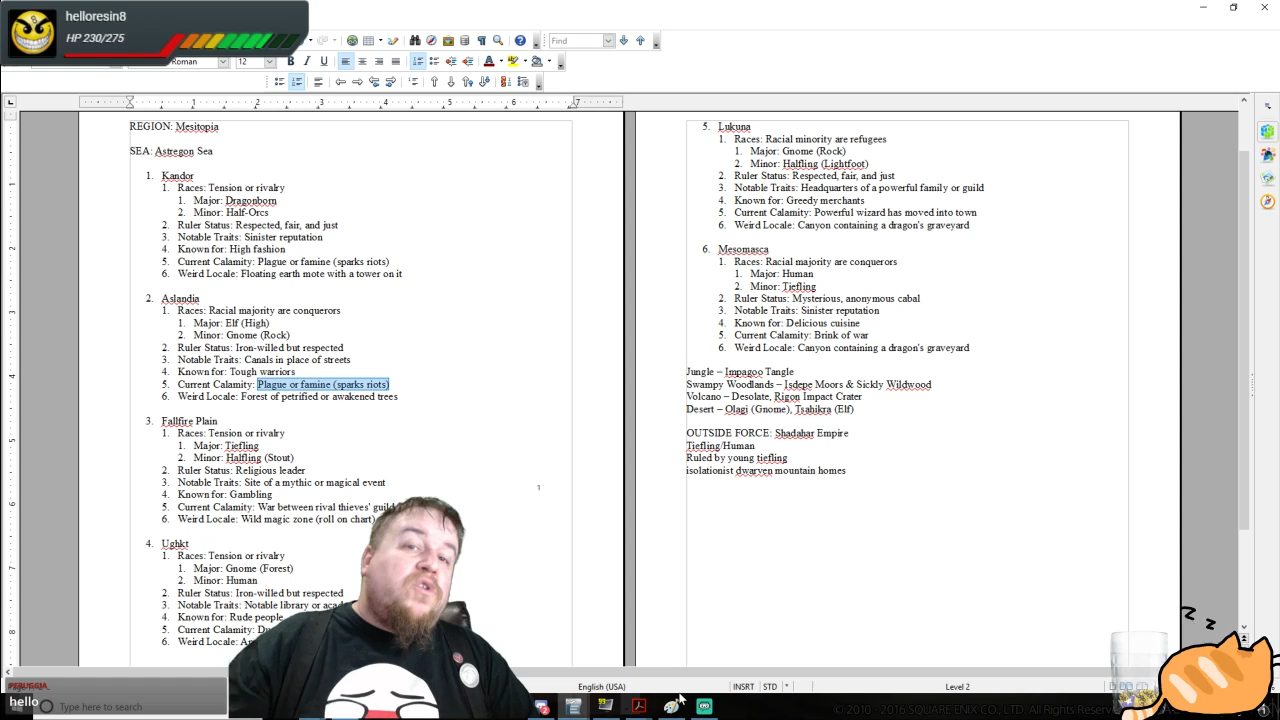 helloresin8
HP 230/275
Roman
12
Find
REGION: Mesitopia
SEA: Astregon Sea
1. Kandor
1. Races: Tension or rivalry
1. Major: Dragonborn
2. Minor: Half-Orcs
2. Ruler Status: Respected, fair, and just
3. Notable Traits: Sinister reputation
4. Known for: High fashion
5. Current Calamity: Plague or famine (sparks riots)
6. Weird Locale: Floating earth mote with a tower on it
2. Aslandia
1. Races: Racial majority are conquerors
1. Major: Elf (High)
2. Minor: Gnome (Rock)
2. Ruler Status: Iron-willed but respected
3. Notable Traits: Canals in place of streets
4. Known for: Tough warriors
5. Current Calamity: Plague or famine (sparks riots)
6. Weird Locale: Forest of petrified or awakened trees
3. Fallfire Plain
1. Races: Tension or rivalry
1. Major: Tiefling
2. Minor: Halfling (Stout)
2. Ruler Status: Religious leader
3. Notable Traits: Site of a mythic or magical event
4. Known for: Gambling
5. Current Calamity: War between rival thieves' guild
6. Weird Locale: Wild magic zone (roll on chart)
4. Ughkt
1. Races: Tension or rivalry
1. Major: Gnome (Forest)
2. Minor: Human
2. Ruler Status: Iron-willed but respected
3. Notable Traits: Notable library or
4. Known for: Rude people
5. Current Calamity:
6. Weird Locale:
1
5. Lukuna
1. Races: Racial minority are refugees
1. Major: Gnome (Rock)
2. Minor: Halfling (Lightfoot)
2. Ruler Status: Respected, fair, and just
3. Notable Traits: Headquarters of a powerful family or guild
4. Known for: Greedy merchants
5. Current Calamity: Powerful wizard has moved into town
6. Weird Locale: Canyon containing a dragon's graveyard
6. Mesomasca
1. Races: Racial majority are conquerors
1. Major: Human
2. Minor: Tiefling
2. Ruler Status: Mysterious, anonymous cabal
3. Notable Traits: Sinister reputation
4. Known for: Delicious cuisine
5. Current Calamity: Brink of war
6. Weird Locale: Canyon containing a dragon's graveyard
Jungle – Impagoo Tangle
Swampy Woodlands – Isdepe Moors & Sickly Wildwood
Volcano – Desolate, Rigon Impact Crater
Desert – Olagi (Gnome), Tsahikra (Elf)
OUTSIDE FORCE: Shadahar Empire
Tiefling/Human
Ruled by young tiefling
isolationist dwarven mountain homes
z z
PERUGGIA
hello
Type here to search
English (USA)
INSRT
STD
*
Level 2
© 2010, 2016 SQUARE ENIX CO., LTD.